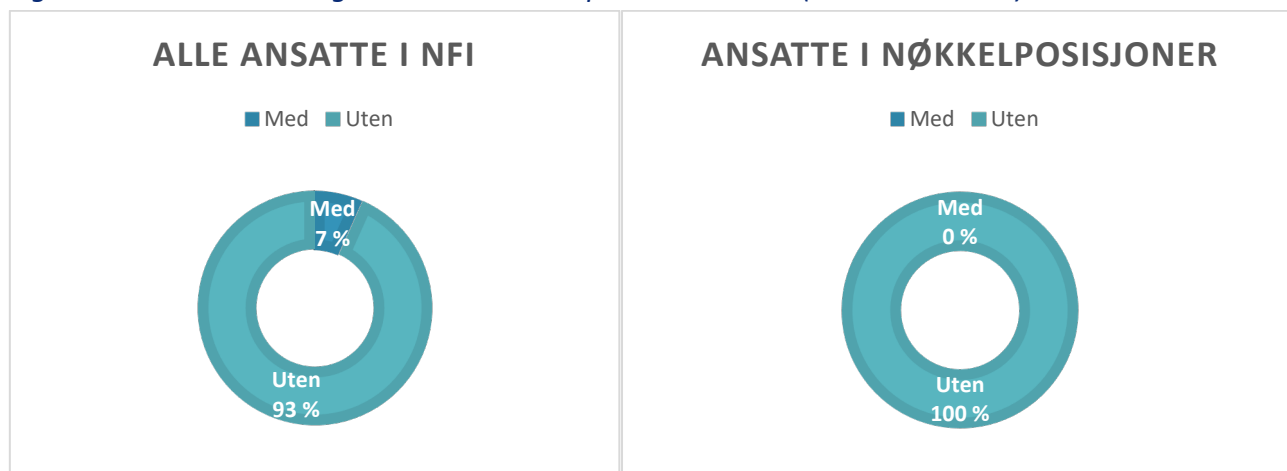 ALLE ANSATTE I NFI
Med Uten
Med
7 %
Uten
93 %
ANSATTE I NØKKELPOSISJONER
Med Uten
Med
0 %
Uten
100 %